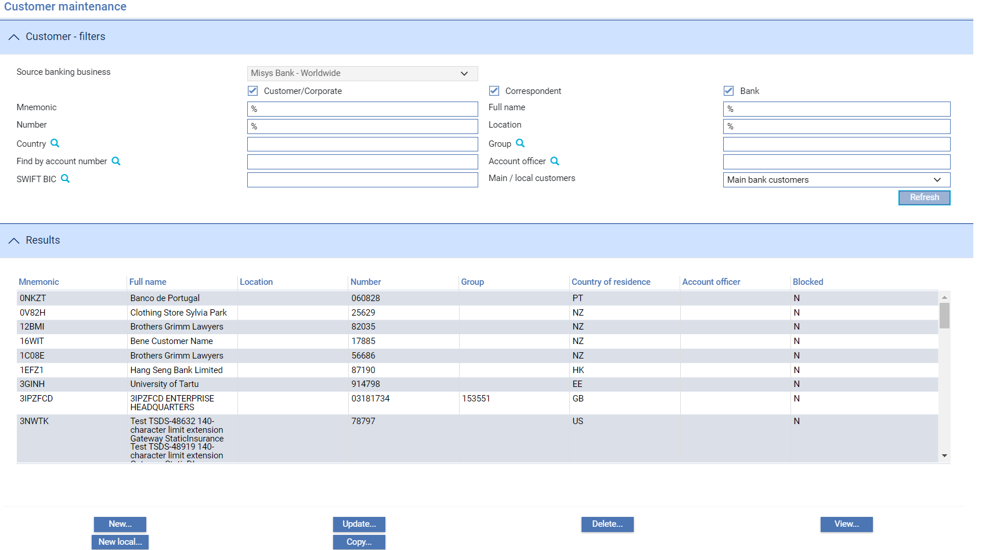 Customer maintenance
Customer - filters
Source banking business
Misys Bank - Worldwide
Customer/Corporate
Correspondent
Bank
Mnemonic
%
Full name
%
Number
%
Location
%
Country
Group
Find by account number
Account officer
SWIFT BIC
Main / local customers
Main bank customers
Refresh
Results
Mnemonic Full name Location Number Group Country of residence Account officer Blocked
0NKZT Banco de Portugal 060828 PT N
0V82H Clothing Store Sylvia Park 25629 NZ N
12BMI Brothers Grimm Lawyers 82035 NZ N
16WIT Bene Customer Name 17885 NZ N
1C08E Brothers Grimm Lawyers 56686 NZ N
1EFZ1 Hang Seng Bank Limited 87190 HK N
3GINH University of Tartu 914798 EE N
3IPZFCD 3IPZFCD ENTERPRISE 03181734 153551 GB N
HEADQUARTERS
3NWTK Test TSDS-48632 140- 78797 US N
character limit extension
Gateway StaticInsurance
Test TSDS-48919 140-
character limit extension
New... Update... Delete... View...
New local... Copy...